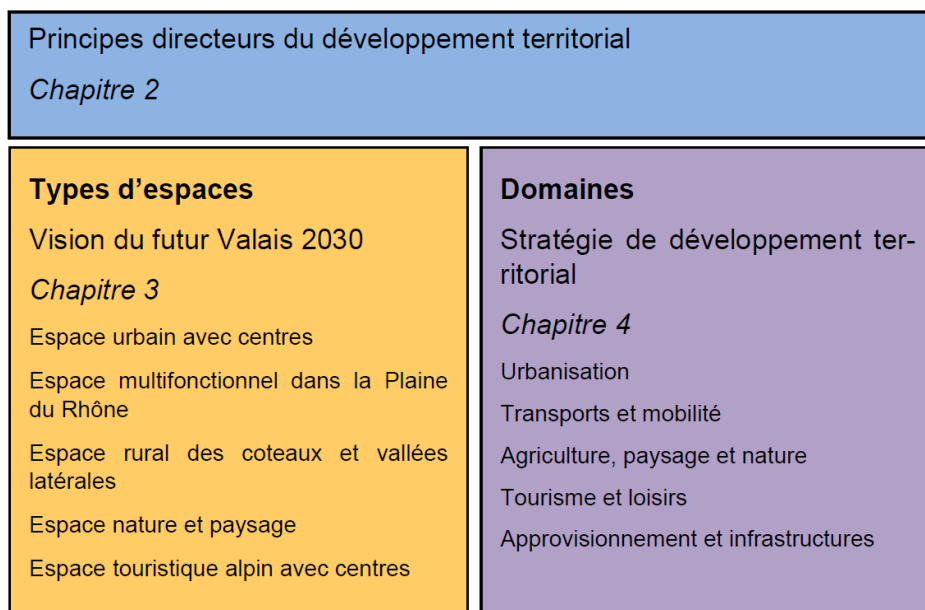 Principes directeurs du développement territorial
Chapitre 2
Types d’espaces
Vision du futur Valais 2030
Chapitre 3
Espace urbain avec centres
Espace multifonctionnel dans la Plaine
du Rhône
Espace rural des coteaux et vallées
latérales
Espace nature et paysage
Espace touristique alpin avec centres
Domaines
Stratégie de développement ter-
ritorial
Chapitre 4
Urbanisation
Transports et mobilité
Agriculture, paysage et nature
Tourisme et loisirs
Approvisionnement et infrastructures